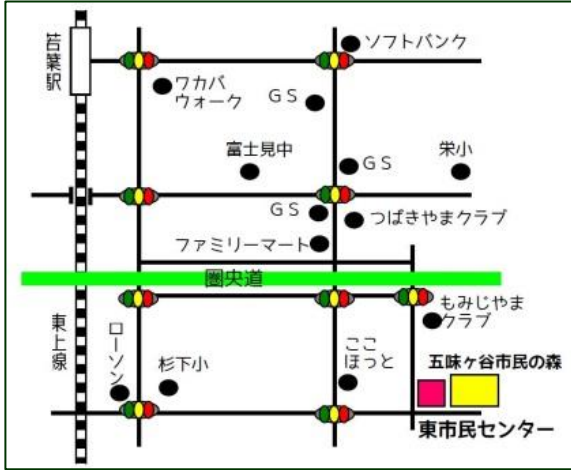 若葉駅
ソフトバンク
ワカバ
ウォーク
ＧＳ
富士見中
ＧＳ
栄小
ＧＳ
つばきやまクラブ
ファミリーマート
圏央道
東上線
ローソン
杉下小
ここ
ほっと
もみじやま
クラブ
五味ヶ谷市民の森
東市民センター